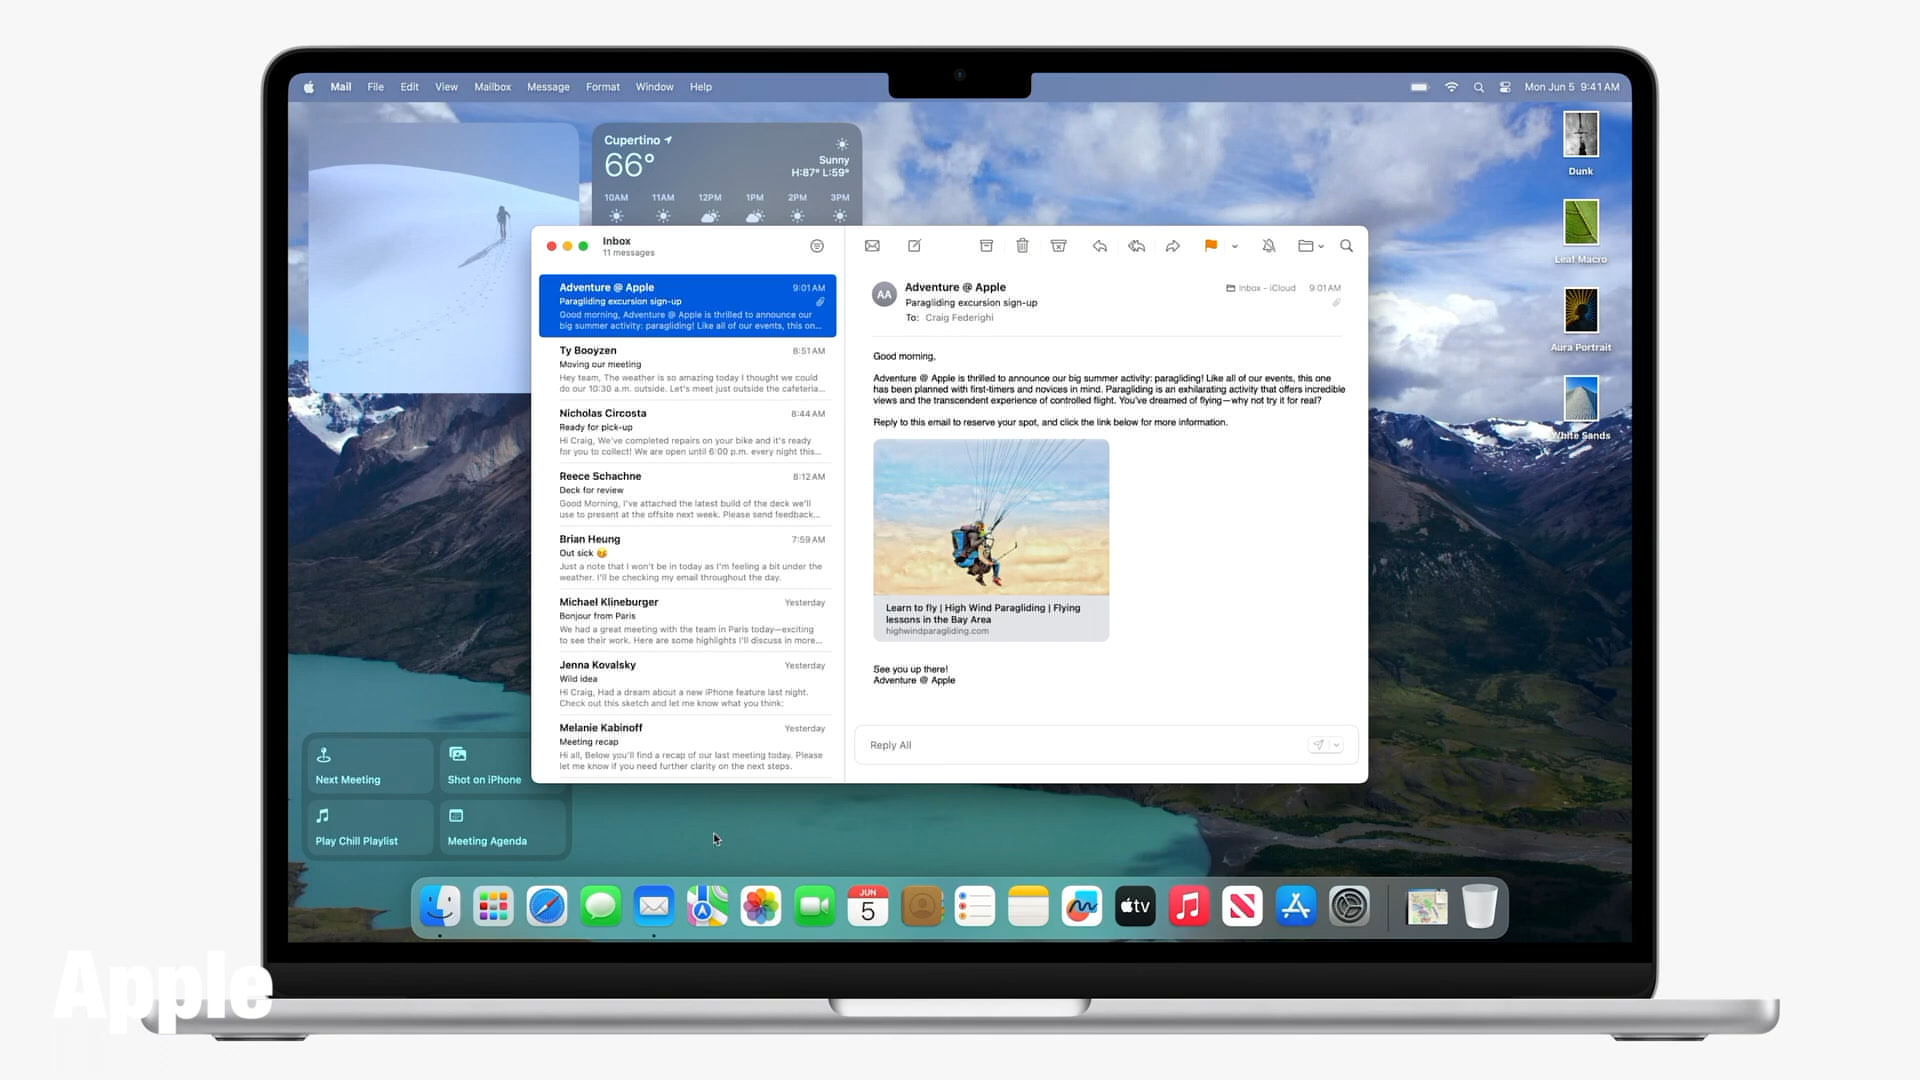 Mail File Edit View Mailbox Message Format Window Help
Mon Jun 5 9:41 AM
Cupertino
66°
Sunny
H:87° L:59°
10AM 11AM 12PM 1PM 2PM 3PM
Dunk
Leaf Macro
Aura Portrait
White Sands
Inbox
11 messages
Adventure @ Apple 9:01 AM
Paragliding excursion sign-up
Good morning, Adventure @ Apple is thrilled to announce our
big summer activity: paragliding! Like all of our events, this on...
Ty Booyzen 8:51 AM
Moving our meeting
Hey team, The weather is so amazing today I thought we could
do our 10:30 a.m. outside. Let's meet just outside the cafeteria...
Nicholas Circosta 8:44 AM
Ready for pick-up
Hi Craig, We've completed repairs on your bike and it's ready
for you to collect! We are open until 6:00 p.m. every night this...
Reece Schachne 8:12 AM
Deck for review
Good Morning, I've attached the latest build of the deck we'll
use to present at the offsite next week. Please send feedback...
Brian Heung 7:59 AM
Out sick 🤒
Just a note that I won't be in today as I'm feeling a bit under the
weather. I'll be checking my email throughout the day.
Michael Klineburger Yesterday
Bonjour from Paris
We had a great meeting with the team in Paris today—exciting
to see their work. Here are some highlights I'll discuss in more...
Jenna Kovalsky Yesterday
Wild idea
Hi Craig, Had a dream about a new iPhone feature last night.
Check out this sketch and let me know what you think:
Melanie Kabinoff Yesterday
Meeting recap
Hi all, Below you'll find a recap of our last meeting today. Please
let me know if you need further clarity on the next steps.
AA
Adventure @ Apple
Inbox - iCloud 9:01 AM
Paragliding excursion sign-up
To: Craig Federighi
Good morning,
Adventure @ Apple is thrilled to announce our big summer activity: paragliding! Like all of our events, this one
has been planned with first-timers and novices in mind. Paragliding is an exhilarating activity that offers incredible
views and the transcendent experience of controlled flight. You've dreamed of flying—why not try it for real?
Reply to this email to reserve your spot, and click the link below for more information.
Learn to fly | High Wind Paragliding | Flying
lessons in the Bay Area
highwindparagliding.com
See you up there!
Adventure @ Apple
Reply All
Next Meeting
Shot on iPhone
Play Chill Playlist
Meeting Agenda
JUN
5
tv
Apple